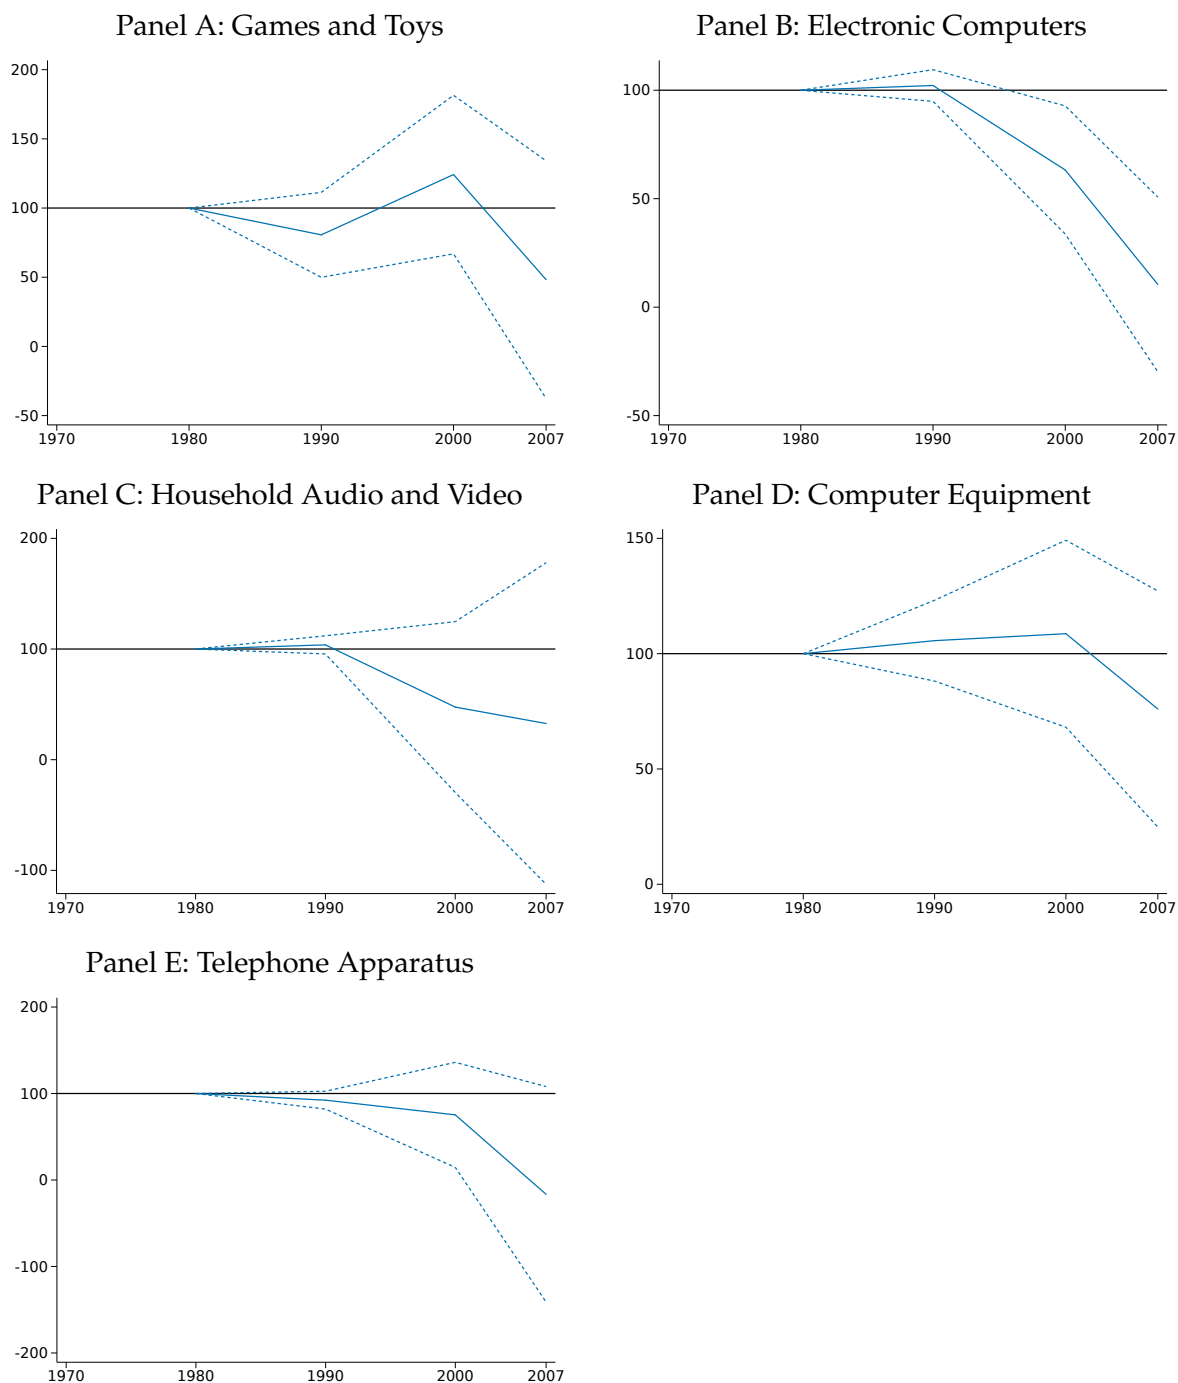 Panel A: Games and Toys
200
150
100
50
0
-50
1970 1980 1990 2000 2007
Panel B: Electronic Computers
100
50
0
-50
1970 1980 1990 2000 2007
Panel C: Household Audio and Video
200
100
0
-100
1970 1980 1990 2000 2007
Panel D: Computer Equipment
150
100
50
0
1970 1980 1990 2000 2007
Panel E: Telephone Apparatus
200
100
0
-100
-200
1970 1980 1990 2000 2007